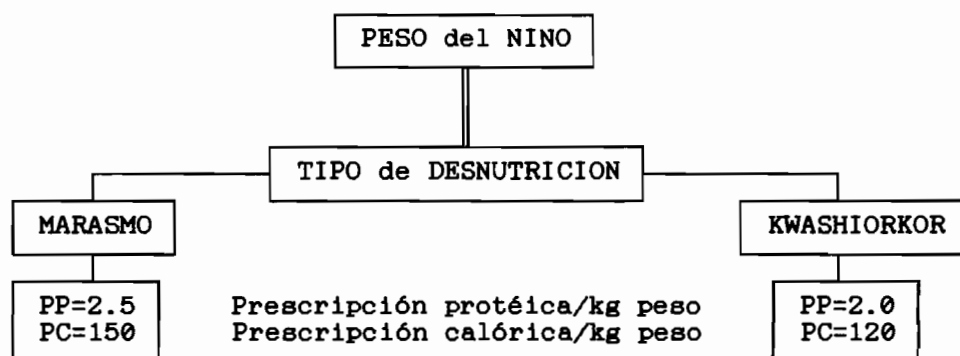 PESO del NINO
TIPO de DESNUTRICION
MARASMO
KWASHIORKOR
PP=2.5 Prescripción protéica/kg peso PP=2.0
PC=150 Prescripción calórica/kg peso PC=120